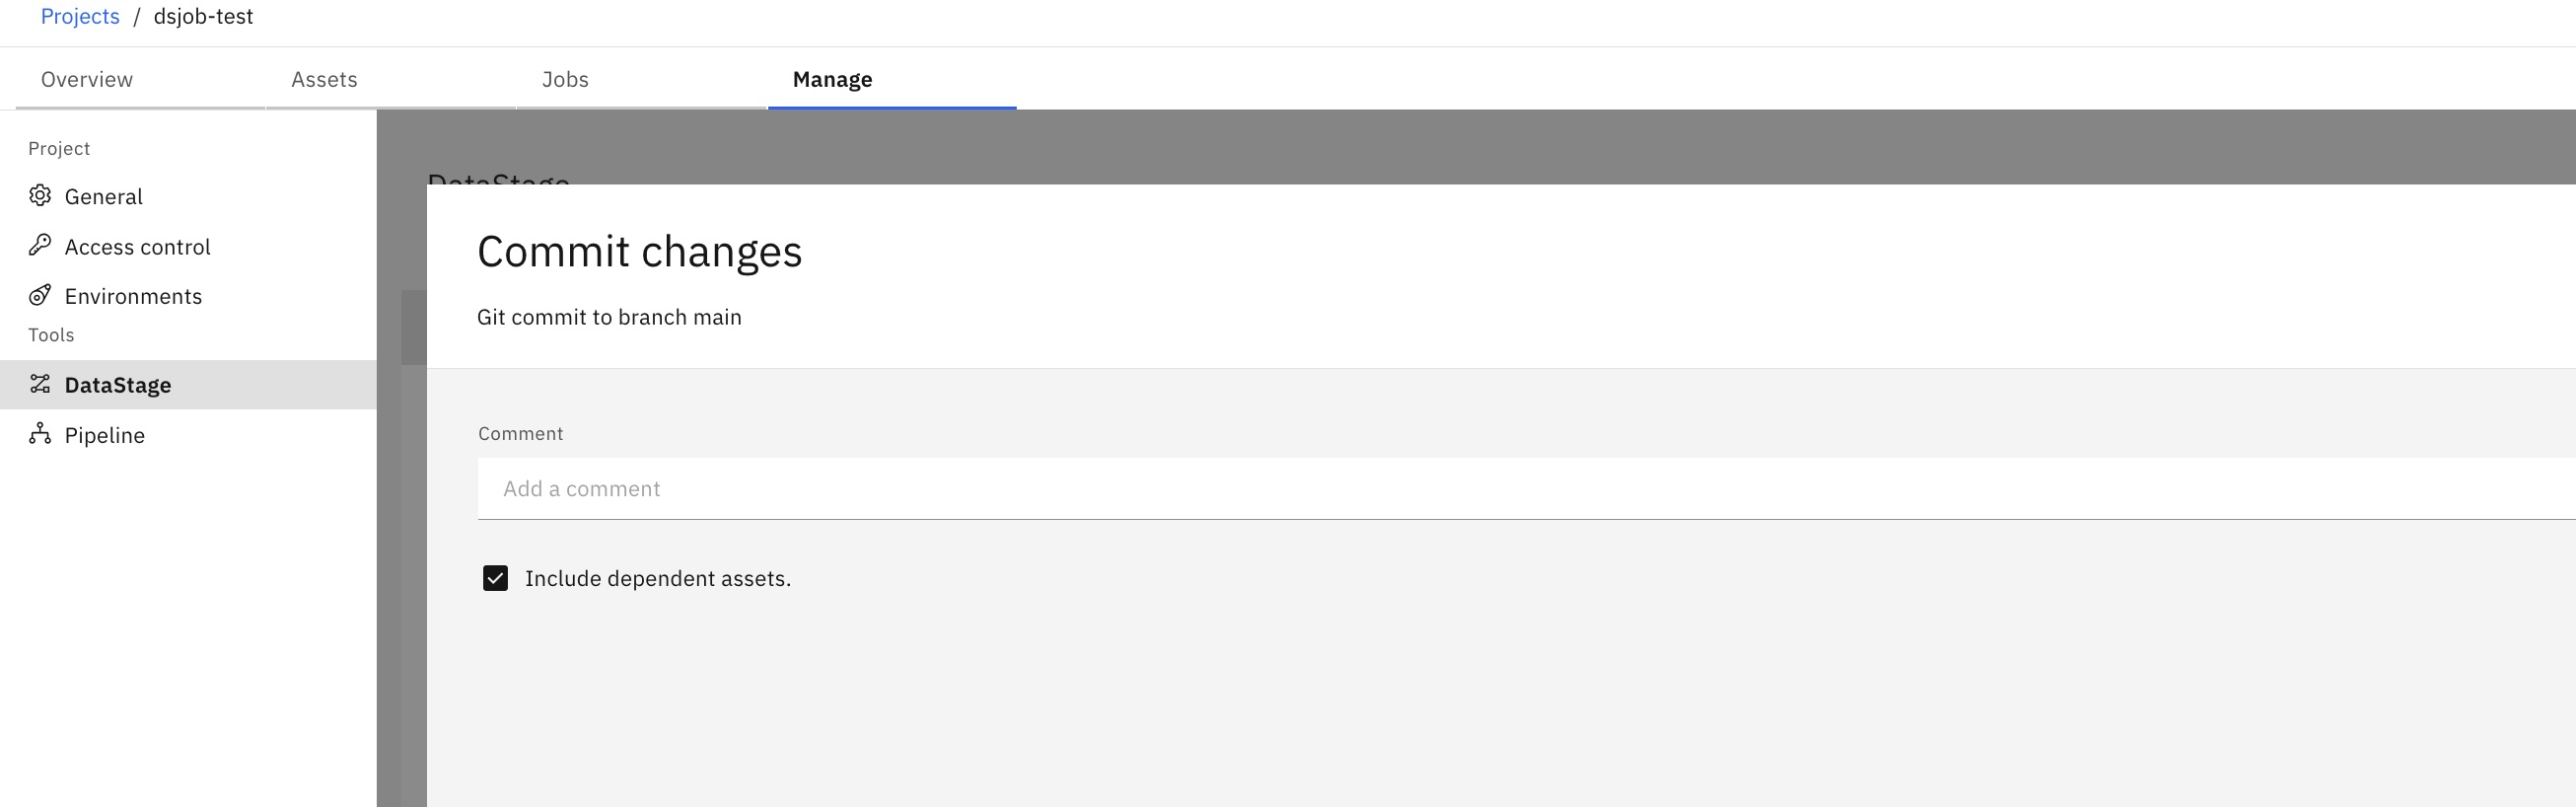 Projects / dsjob-test
Overview Assets Jobs Manage
Project
General
Access control
Environments
Tools
DataStage
Pipeline
DataStage
Commit changes
Git commit to branch main
Comment
Add a comment
Include dependent assets.